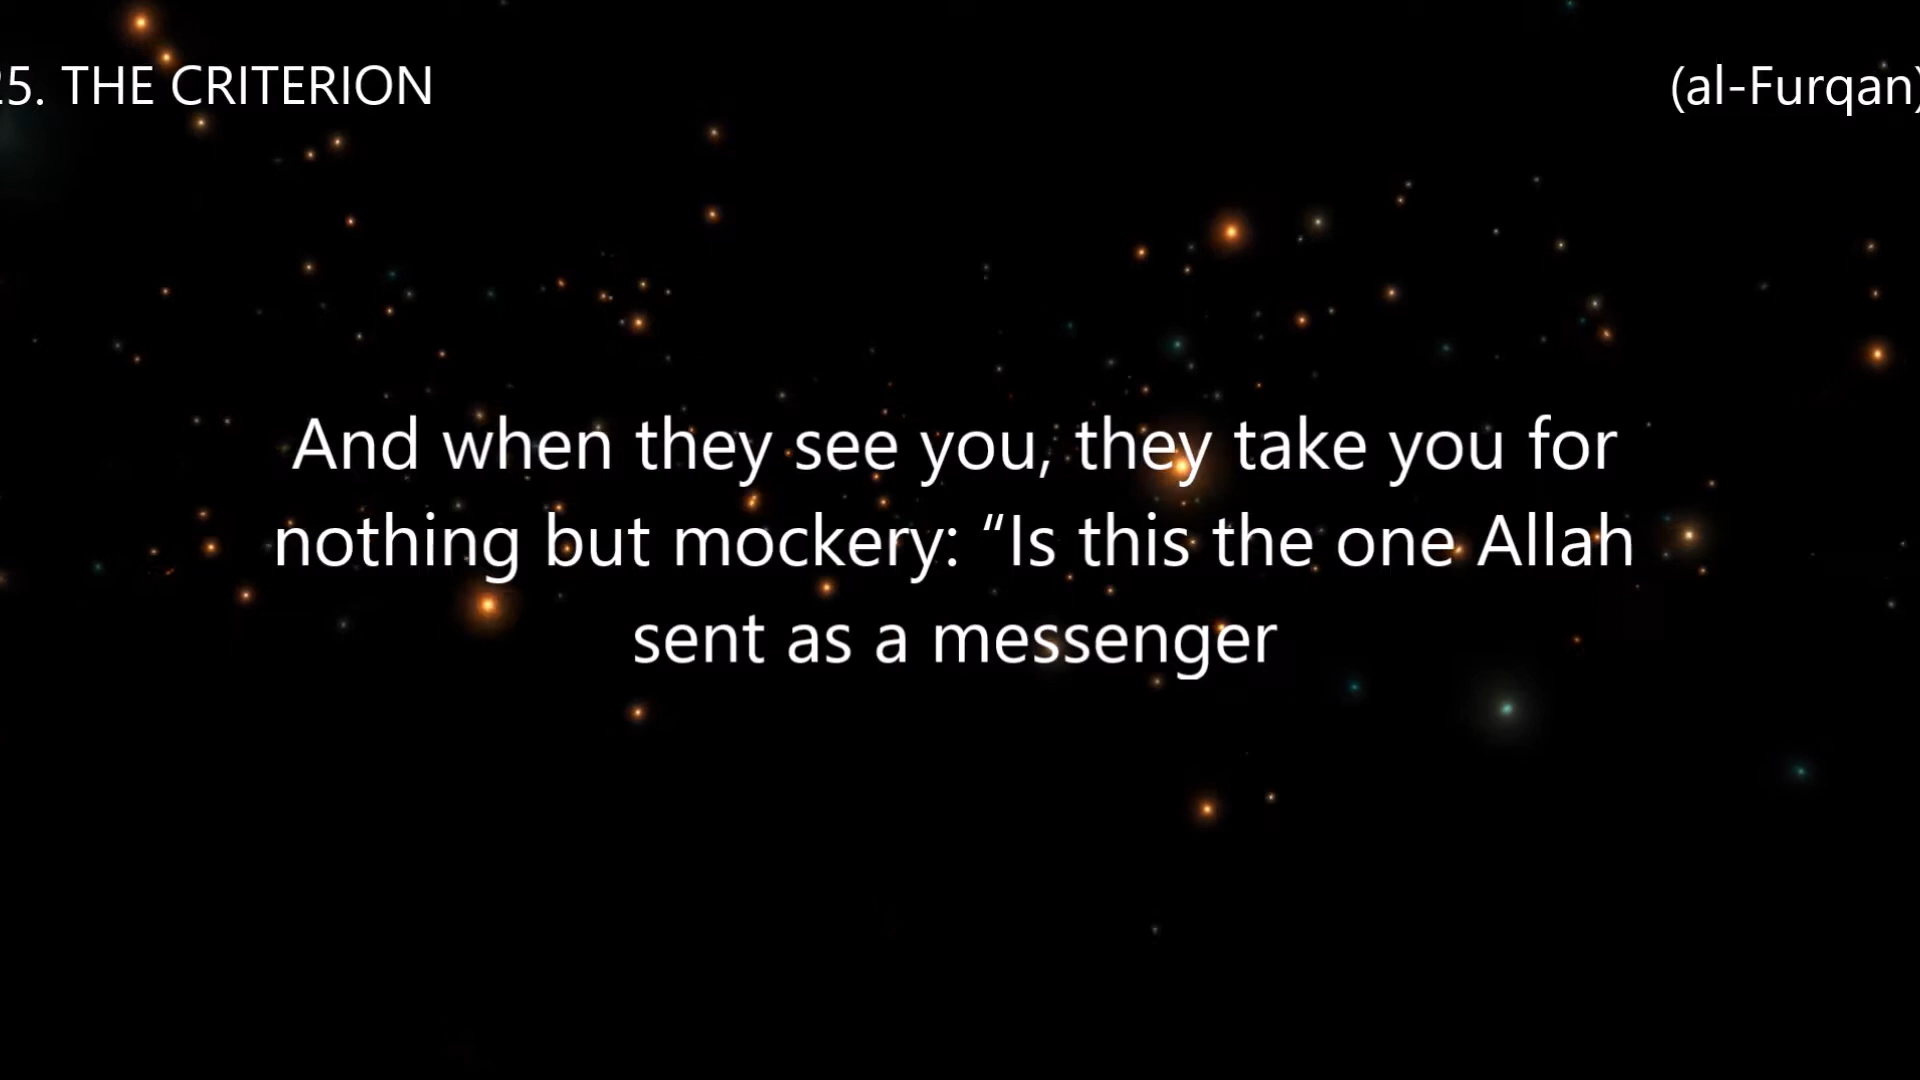 25. THE CRITERION
(al-Furqan)
And when they see you, they take you for
nothing but mockery: “Is this the one Allah
sent as a messenger